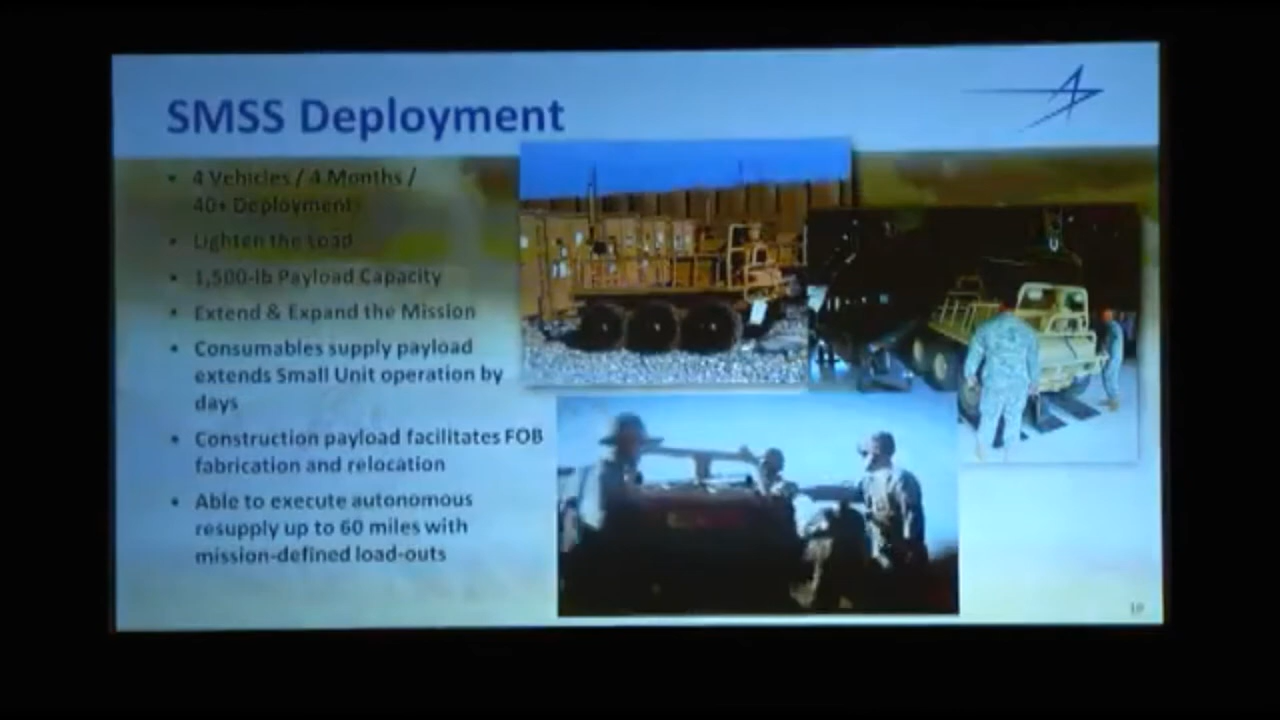 SMSS Deployment
• 4 Vehicles / 4 Months /
40+ Deployments
• Lighten the Load
• 1,500-lb Payload Capacity
• Extend & Expand the Mission
• Consumables supply payload
extends Small Unit operation by
days
• Construction payload facilitates FOB
fabrication and relocation
• Able to execute autonomous
resupply up to 60 miles with
mission-defined load-outs